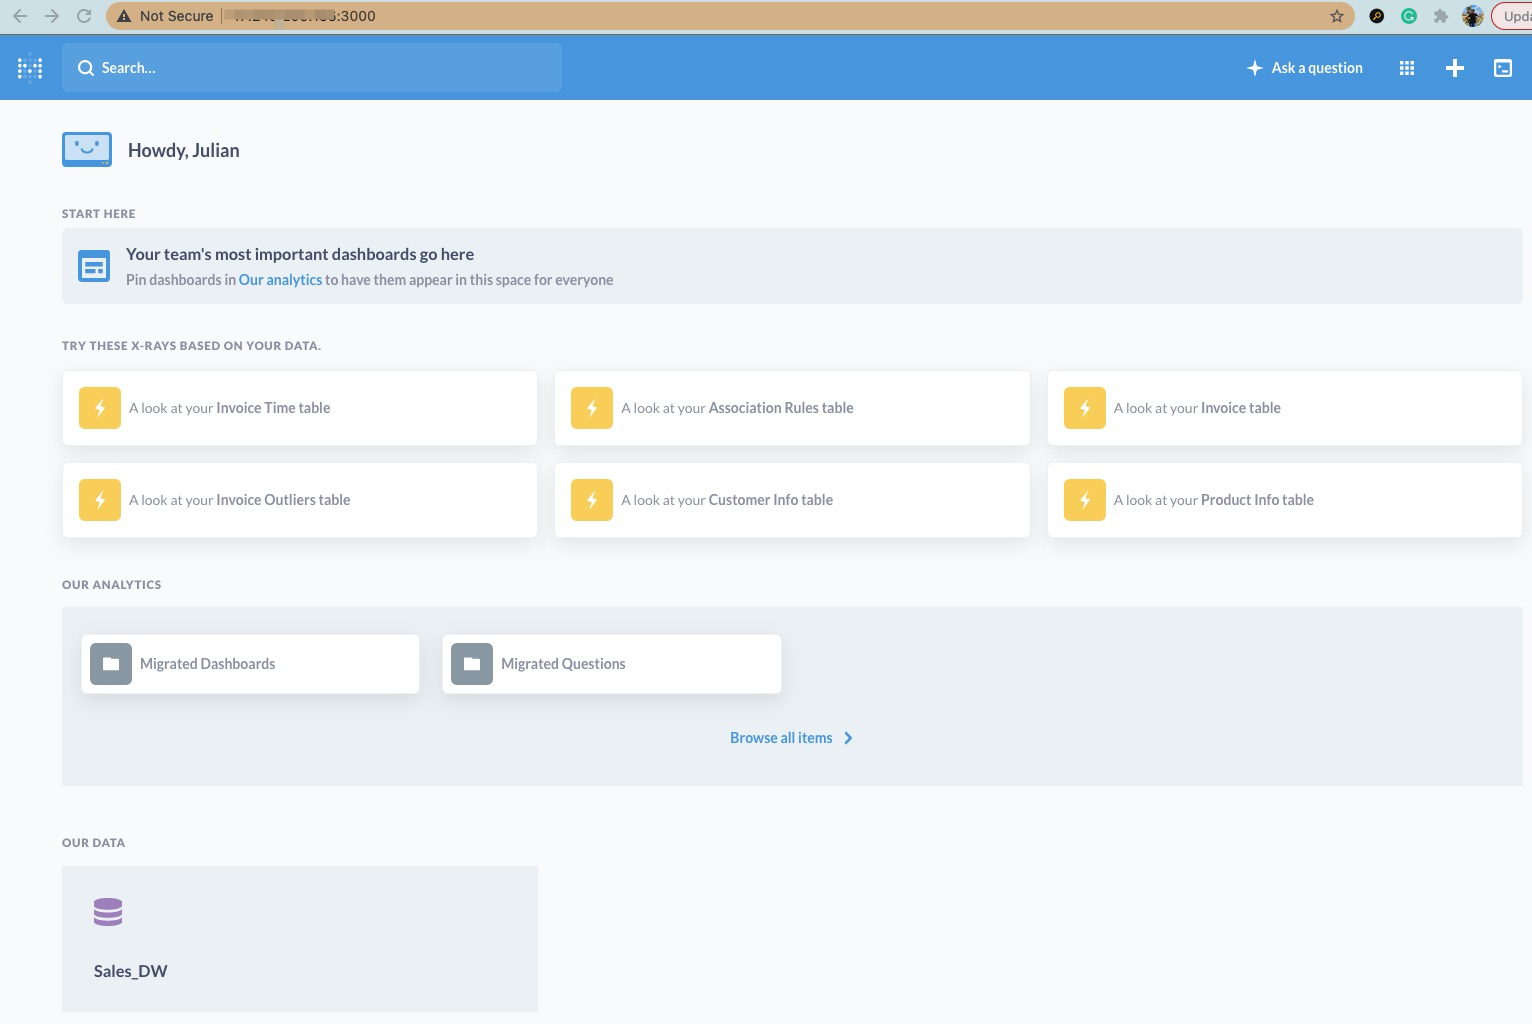 Not Secure :3000
Upda
Search...
Ask a question
Howdy, Julian
START HERE
Your team's most important dashboards go here
Pin dashboards in Our analytics to have them appear in this space for everyone
TRY THESE X-RAYS BASED ON YOUR DATA.
A look at your Invoice Time table
A look at your Association Rules table
A look at your Invoice table
A look at your Invoice Outliers table
A look at your Customer Info table
A look at your Product Info table
OUR ANALYTICS
Migrated Dashboards
Migrated Questions
Browse all items
OUR DATA
Sales_DW